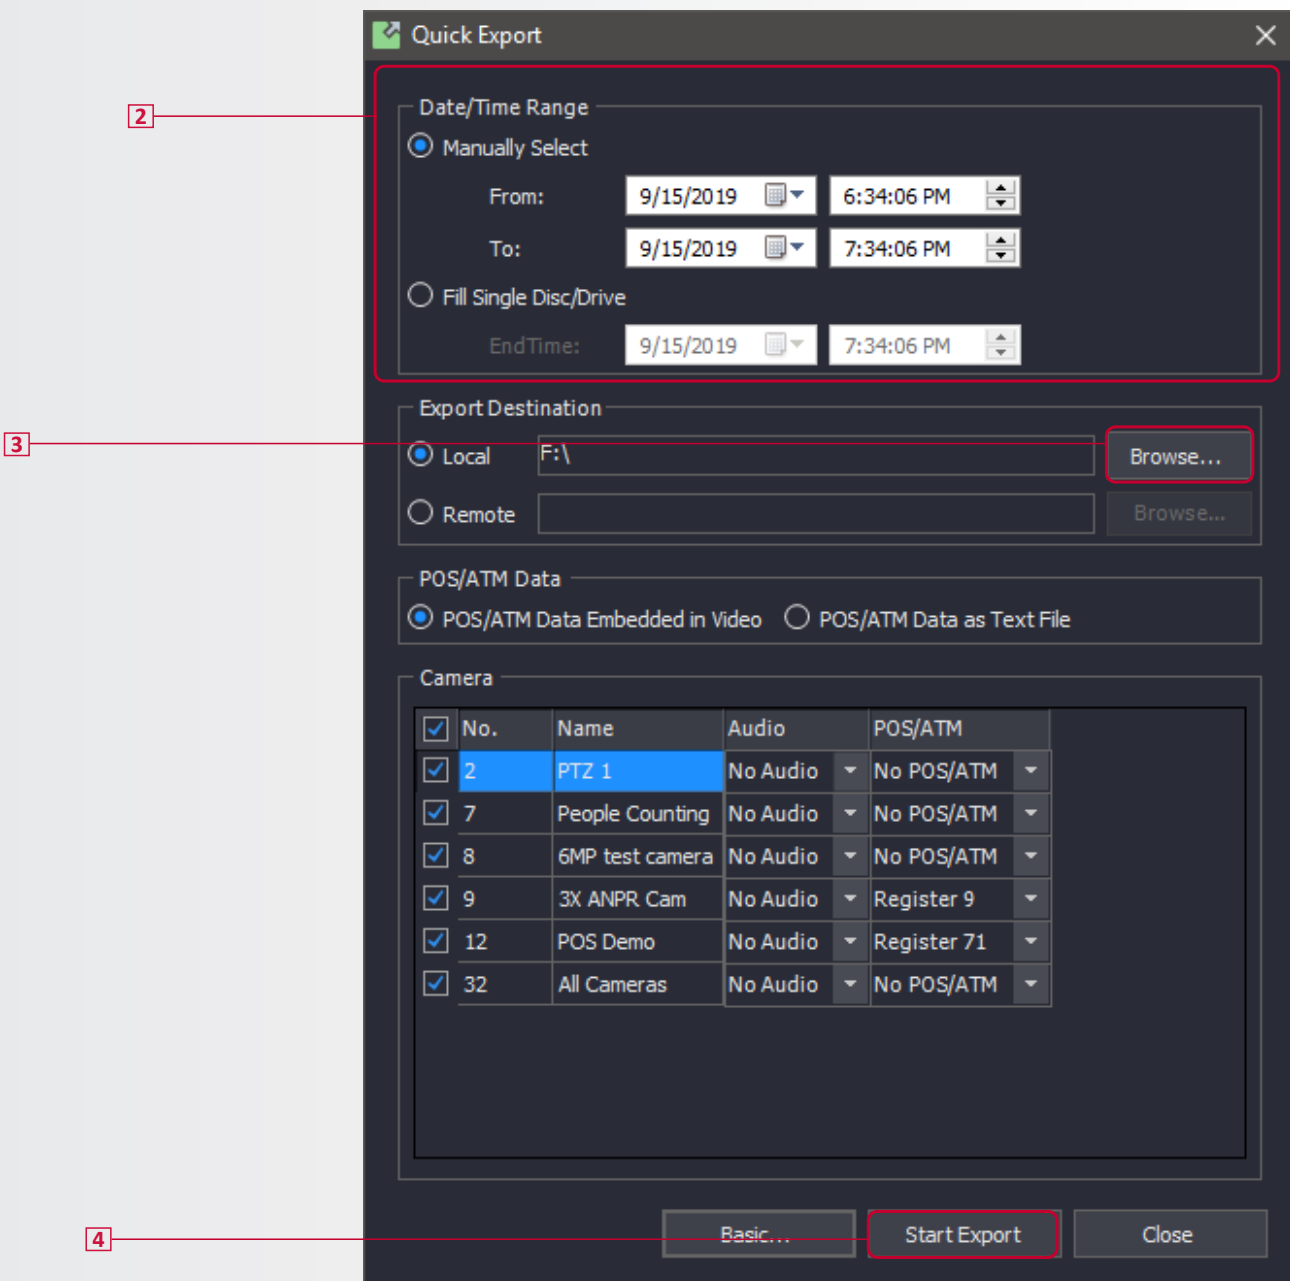 Quick Export
2
Date/Time Range
Manually Select
From: 9/15/2019 6:34:06 PM
To: 9/15/2019 7:34:06 PM
Fill Single Disc/Drive
EndTime: 9/15/2019 7:34:06 PM
Export Destination
3
Local F:\ Browse...
Remote Browse...
POS/ATM Data
POS/ATM Data Embedded in Video POS/ATM Data as Text File
Camera
No. Name Audio POS/ATM
2 PTZ 1 No Audio No POS/ATM
7 People Counting No Audio No POS/ATM
8 6MP test camera No Audio No POS/ATM
9 3X ANPR Cam No Audio Register 9
12 POS Demo No Audio Register 71
32 All Cameras No Audio No POS/ATM
4
Basic... Start Export Close